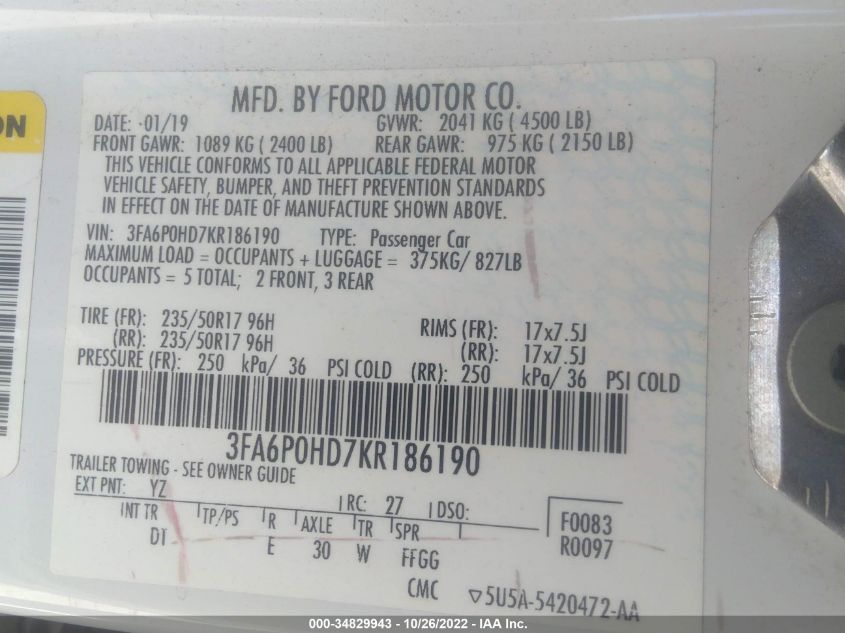 ON
MFD. BY FORD MOTOR CO.
DATE: 01/19 GVWR: 2041 KG ( 4500 LB)
FRONT GAWR: 1089 KG ( 2400 LB) REAR GAWR: 975 KG ( 2150 LB)
THIS VEHICLE CONFORMS TO ALL APPLICABLE FEDERAL MOTOR
VEHICLE SAFETY, BUMPER, AND THEFT PREVENTION STANDARDS
IN EFFECT ON THE DATE OF MANUFACTURE SHOWN ABOVE.
VIN: 3FA6P0HD7KR186190 TYPE: Passenger Car
MAXIMUM LOAD = OCCUPANTS + LUGGAGE = 375KG/ 827LB
OCCUPANTS = 5 TOTAL; 2 FRONT, 3 REAR
TIRE (FR): 235/50R17 96H RIMS (FR): 17x7.5J
(RR): 235/50R17 96H (RR): 17x7.5J
PRESSURE (FR): 250 kPa/ 36 PSI COLD (RR): 250 kPa/ 36 PSI COLD
3FA6P0HD7KR186190
TRAILER TOWING - SEE OWNER GUIDE
EXT PNT: YZ RC: 27 DSO: F0083
INT TR TP/PS R AXLE TR SPR R0097
DT E 30 W FFGG
CMC ▽5U5A-5420472-AA
000-34829943 - 10/26/2022 - IAA Inc.